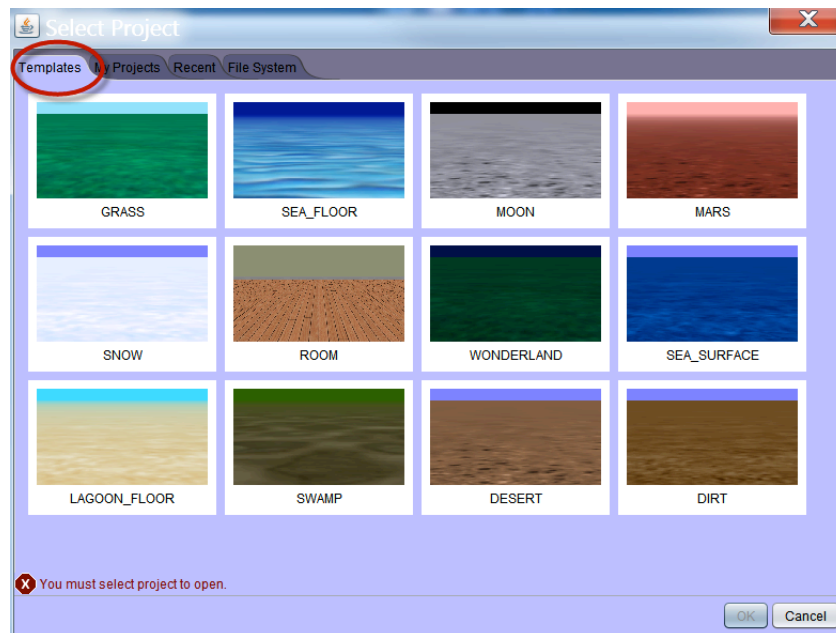 Select Project
Templates My Projects Recent File System
GRASS SEA_FLOOR MOON MARS
SNOW ROOM WONDERLAND SEA_SURFACE
LAGOON_FLOOR SWAMP DESERT DIRT
X You must select project to open.
OK Cancel